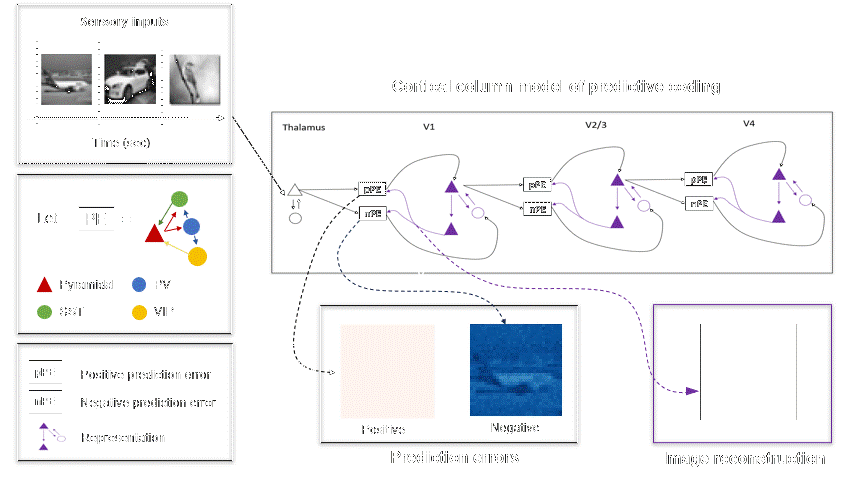 Sensory inputs
Time (sec)
Cortical column model of predictive coding
Thalamus
V1
V2/3
V4
pPE
nPE
pPE
nPE
pPE
nPE
Let PE =
Pyramidal
PV
SST
VIP
pPE
Positive prediction error
nPE
Negative prediction error
Representation
Positive
Negative
Prediction errors
Image reconstruction